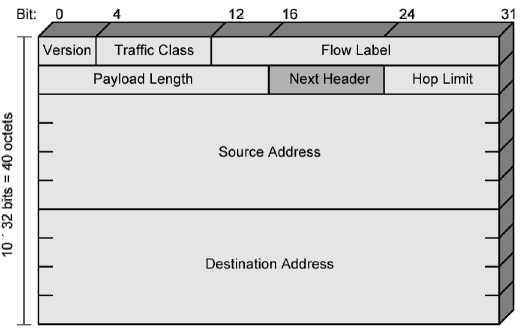 Bit: 0 4 12 16 24 31
Version Traffic Class Flow Label
Payload Length Next Header Hop Limit
Source Address
Destination Address
10 ´ 32 bits = 40 octets